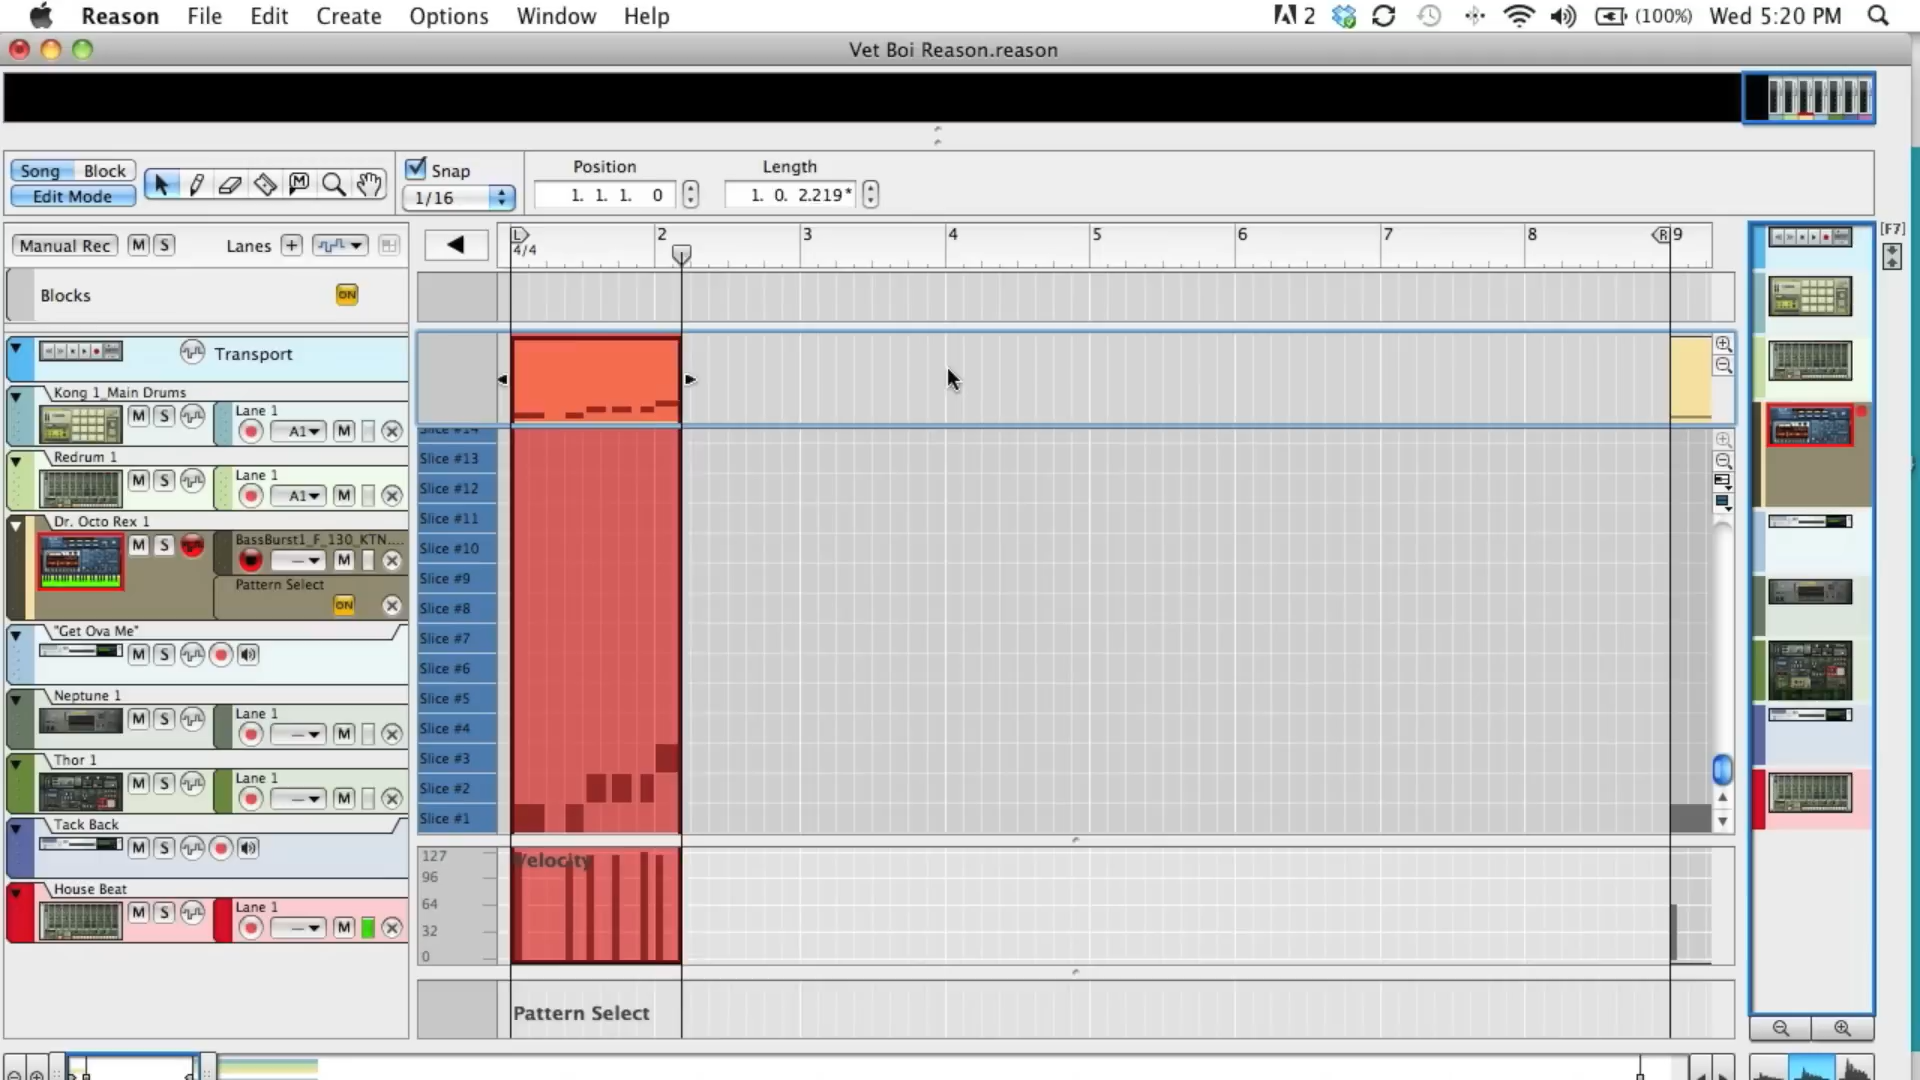 Reason File Edit Create Options Window Help 2 (100%) Wed 5:20 PM
Vet Boi Reason.reason
Song Block
Edit Mode
M
Snap
1/16
Position
1. 1. 1. 0
Length
1. 0. 2.219*
Manual Rec M S Lanes +
L
4/4
2 3 4 5 6 7 8 R 9
[F7]
Blocks ON
Transport
Kong 1_Main Drums
M S Lane 1
A1 M
Redrum 1
M S Lane 1
A1 M
Dr. Octo Rex 1
M S BassBurst1_F_130_KTN....
— M
Pattern Select
ON
"Get Ova Me"
M S
Neptune 1
M S Lane 1
— M
Thor 1
M S Lane 1
— M
Tack Back
M S
House Beat
M S Lane 1
— M
Slice #14
Slice #13
Slice #12
Slice #11
Slice #10
Slice #9
Slice #8
Slice #7
Slice #6
Slice #5
Slice #4
Slice #3
Slice #2
Slice #1
Velocity
127
96
64
32
0
Pattern Select